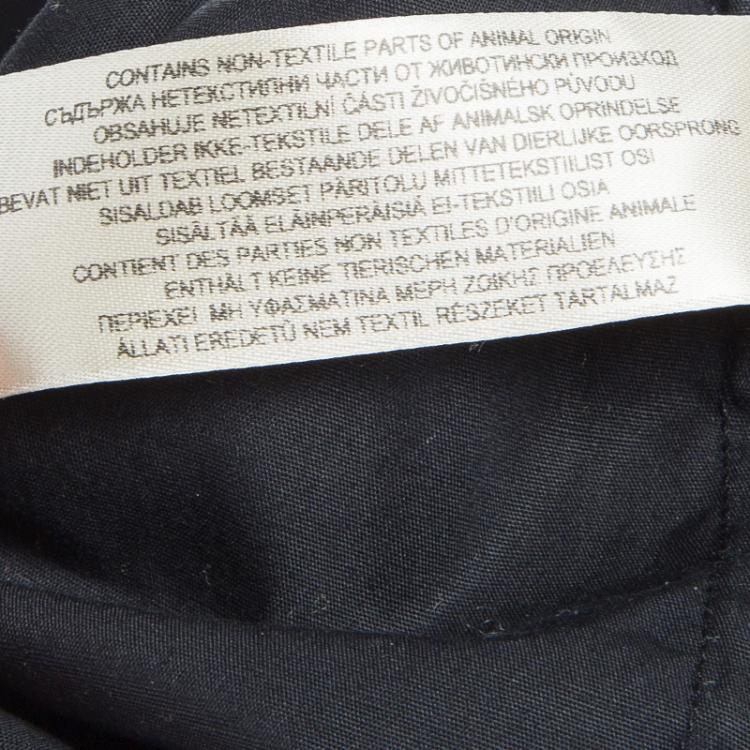 CONTAINS NON-TEXTILE PARTS OF ANIMAL ORIGIN
СЪДЪРЖА НЕТЕКСТИЛНИ ЧАСТИ ОТ ЖИВОТИНСКИ ПРОИЗХОД
OBSAHUJE NETEXTILNÍ ČÁSTI ŽIVOČIŠNÉHO PŮVODU
INDEHOLDER IKKE-TEKSTILE DELE AF ANIMALSK OPRINDELSE
BEVAT NIET UIT TEXTIEL BESTAANDE DELEN VAN DIERLIJKE OORSPRONG
SISALDAB LOOMSET PÄRITOLU MITTETEKSTIILIST OSI
SISÄLTÄÄ ELÄINPERÄISIÄ EI-TEKSTIILI OSIA
CONTIENT DES PARTIES NON TEXTILES D'ORIGINE ANIMALE
ENTHÄLT KEINE TIERISCHEN MATERIALIEN
ΠΕΡΙΕΧΕΙ ΜΗ ΥΦΑΣΜΑΤΙΝΑ ΜΕΡΗ ΖΩΙΚΗΣ ΠΡΟΕΛΕΥΣΗΣ
ÁLLATI EREDETŰ NEM TEXTIL RÉSZEKET TARTALMAZ